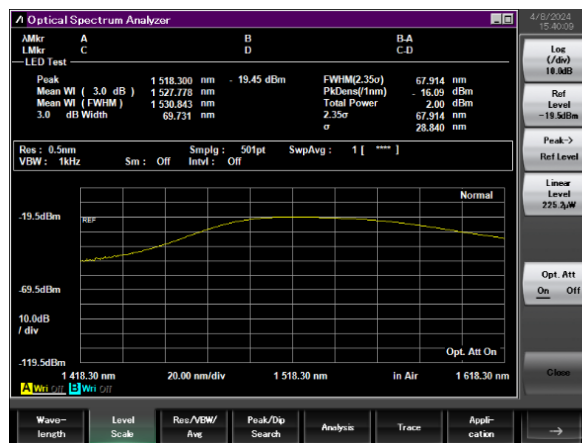 Optical Spectrum Analyzer
4/8/2024
15:40:09
λMkr A B B-A
LMkr C D C-D
LED Test
Peak 1 518.300 nm - 19.45 dBm FWHM(2.35σ) 67.914 nm
Mean Wl ( 3.0 dB ) 1 527.778 nm PkDens(/1nm) - 16.09 dBm
Mean Wl ( FWHM ) 1 530.843 nm Total Power 2.00 dBm
3.0 dB Width 69.731 nm 2.35σ 67.914 nm
σ 28.840 nm
Res : 0.5nm Smplg : 501pt SwpAvg : 1 [ **** ]
VBW : 1kHz Sm : Off Intvl : Off
Normal
-19.5dBm
REF
-69.5dBm
10.0dB
/ div
Opt. Att On
-119.5dBm
1 418.30 nm 20.00 nm/div 1 518.30 nm in Air 1 618.30 nm
A Wri Off B Wri Off
Log
(/div)
10.0dB
Ref
Level
-19.5dBm
Peak->
Ref Level
Linear
Level
225.2µW
Opt. Att
On Off
Close
Wave-
length
Level
Scale
Res/VBW/
Avg
Peak/Dip
Search
Analysis
Trace
Appli-
cation
→